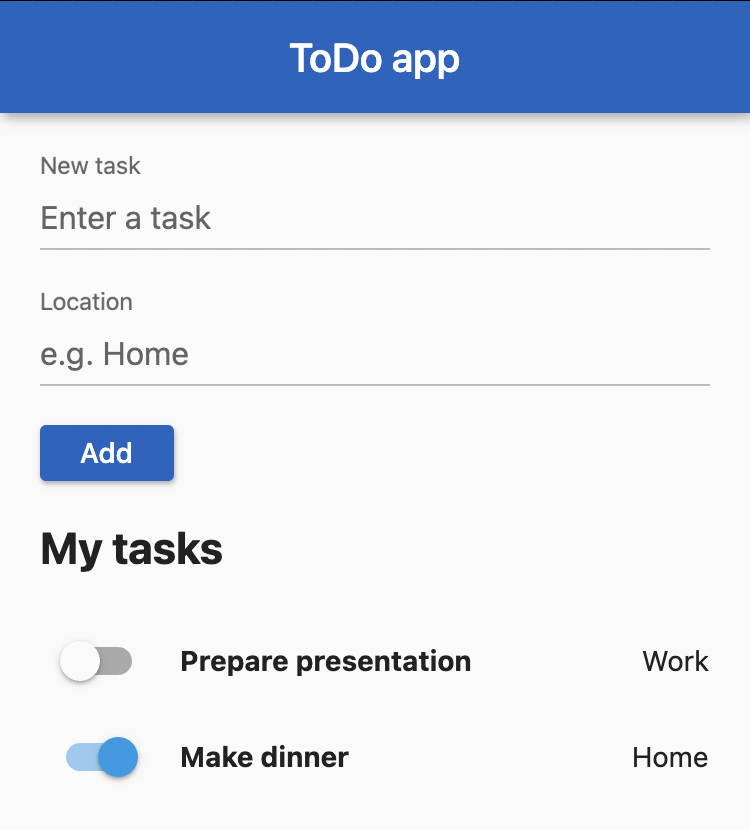 ToDo app
New task
Enter a task
Location
e.g. Home
Add
My tasks
Prepare presentation Work
Make dinner Home